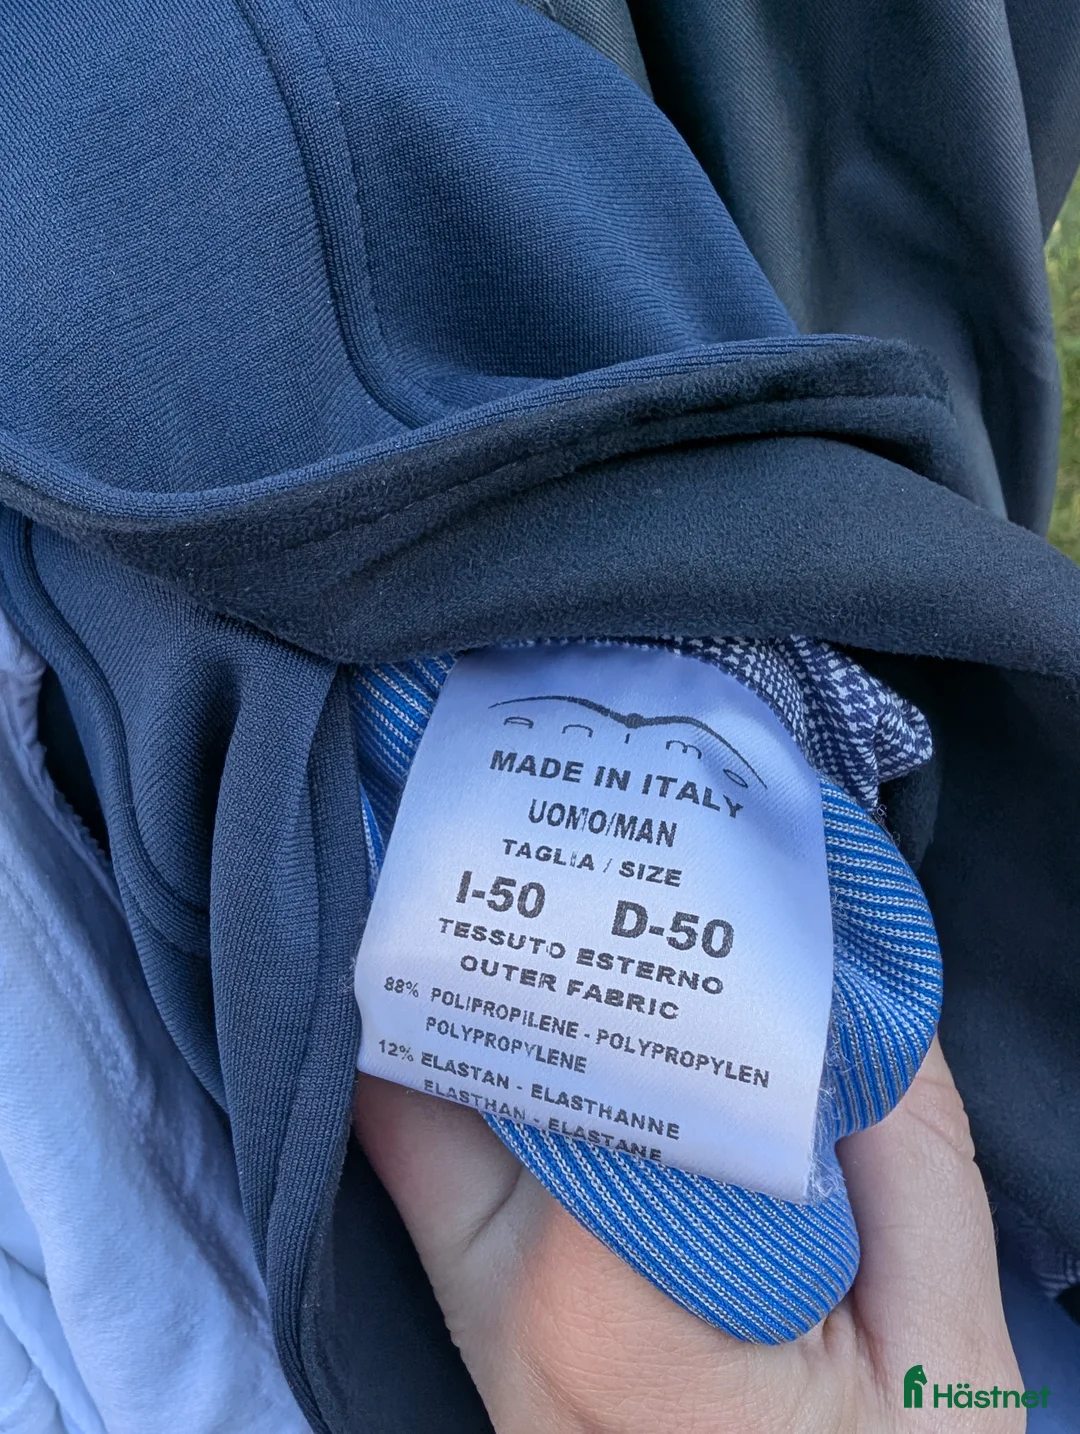 animo
MADE IN ITALY
UOMO/MAN
TAGLIA / SIZE
I-50 D-50
TESSUTO ESTERNO
OUTER FABRIC
88% POLIPROPILENE - POLYPROPYLEN
POLYPROPYLENE
12% ELASTAN - ELASTHANNE
ELASTHAN - ELASTANE
Hästnet